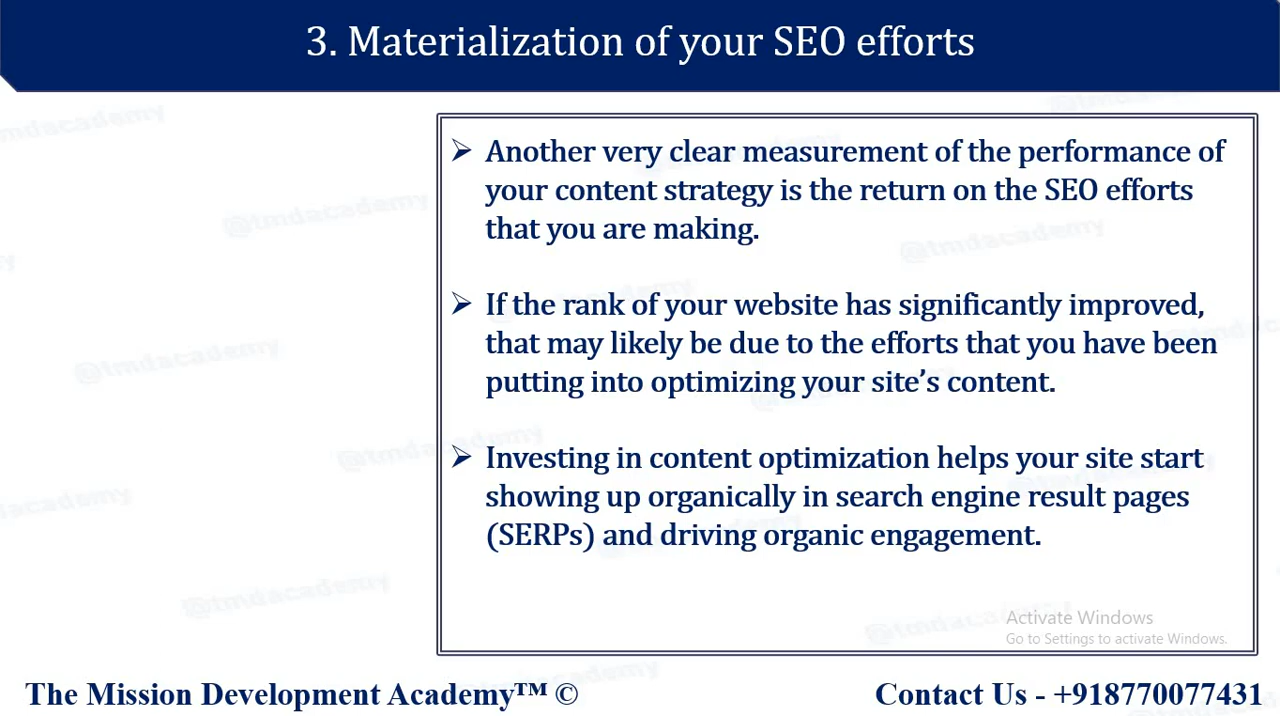 3. Materialization of your SEO efforts
@tmdacademy
➢ Another very clear measurement of the performance of
your content strategy is the return on the SEO efforts
that you are making.
➢ If the rank of your website has significantly improved,
that may likely be due to the efforts that you have been
putting into optimizing your site’s content.
➢ Investing in content optimization helps your site start
showing up organically in search engine result pages
(SERPs) and driving organic engagement.
Activate Windows
Go to Settings to activate Windows.
The Mission Development Academy™ ©
Contact Us - +918770077431